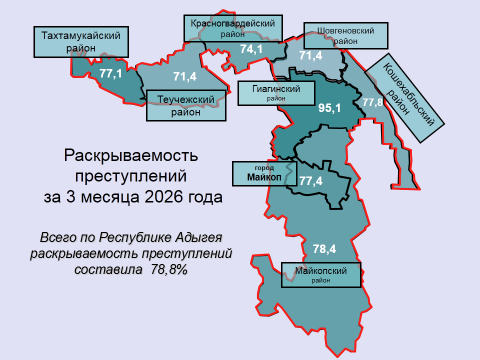 Тахтамукайский
район
77,1
Красногвардейский
район
74,1
Шовгеновский
район
71,4
71,4
Теучежский
район
Гиагинский
район
95,1
77,8
Кошехабльский
район
Раскрываемость
преступлений
за 3 месяца 2026 года
город
Майкоп
77,4
Всего по Республике Адыгея
раскрываемость преступлений
составила 78,8%
78,4
Майкопский
район